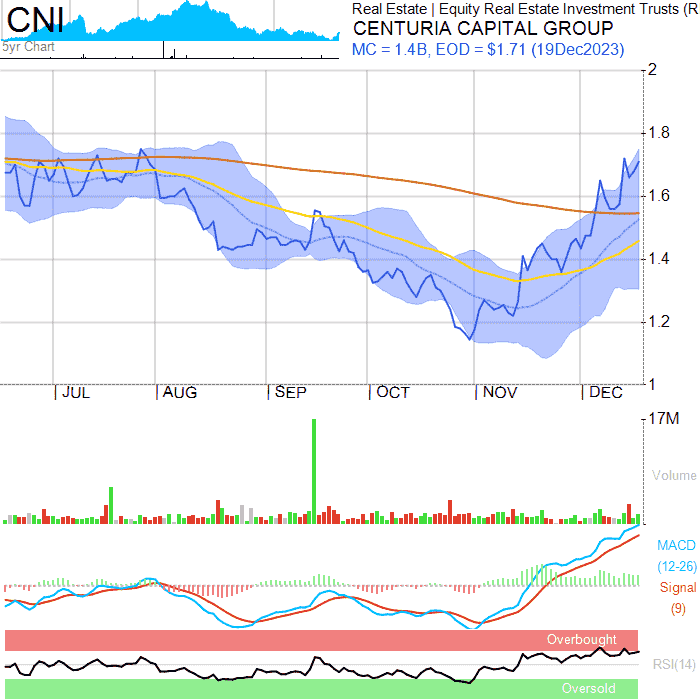 CNI
Real Estate | Equity Real Estate Investment Trusts (R
CENTURIA CAPITAL GROUP
5yr Chart
MC = 1.4B, EOD = $1.71 (19Dec2023)
2
1.8
1.6
1.4
1.2
1
JUL AUG SEP OCT NOV DEC
17M
Volume
MACD
(12-26)
Signal
(9)
Overbought
RSI(14)
Oversold